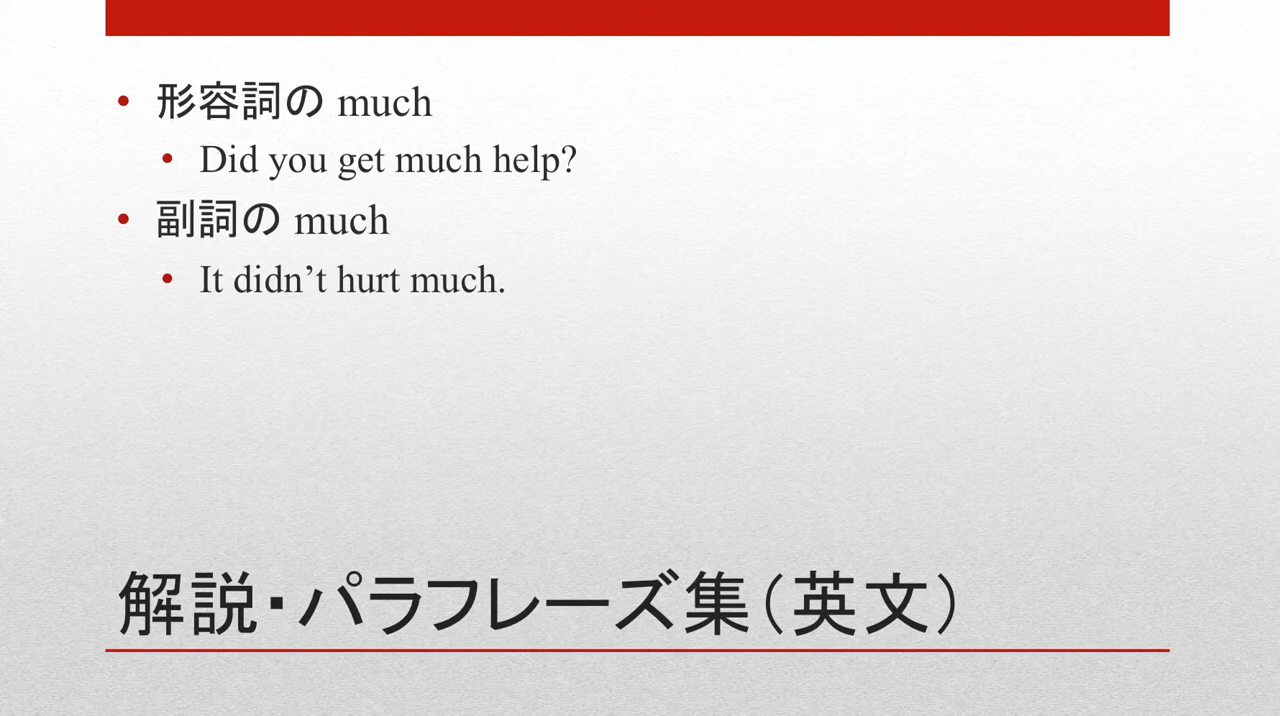 • 形容詞の much
• Did you get much help?
• 副詞の much
• It didn’t hurt much.
解説・パラフレーズ集（英文）